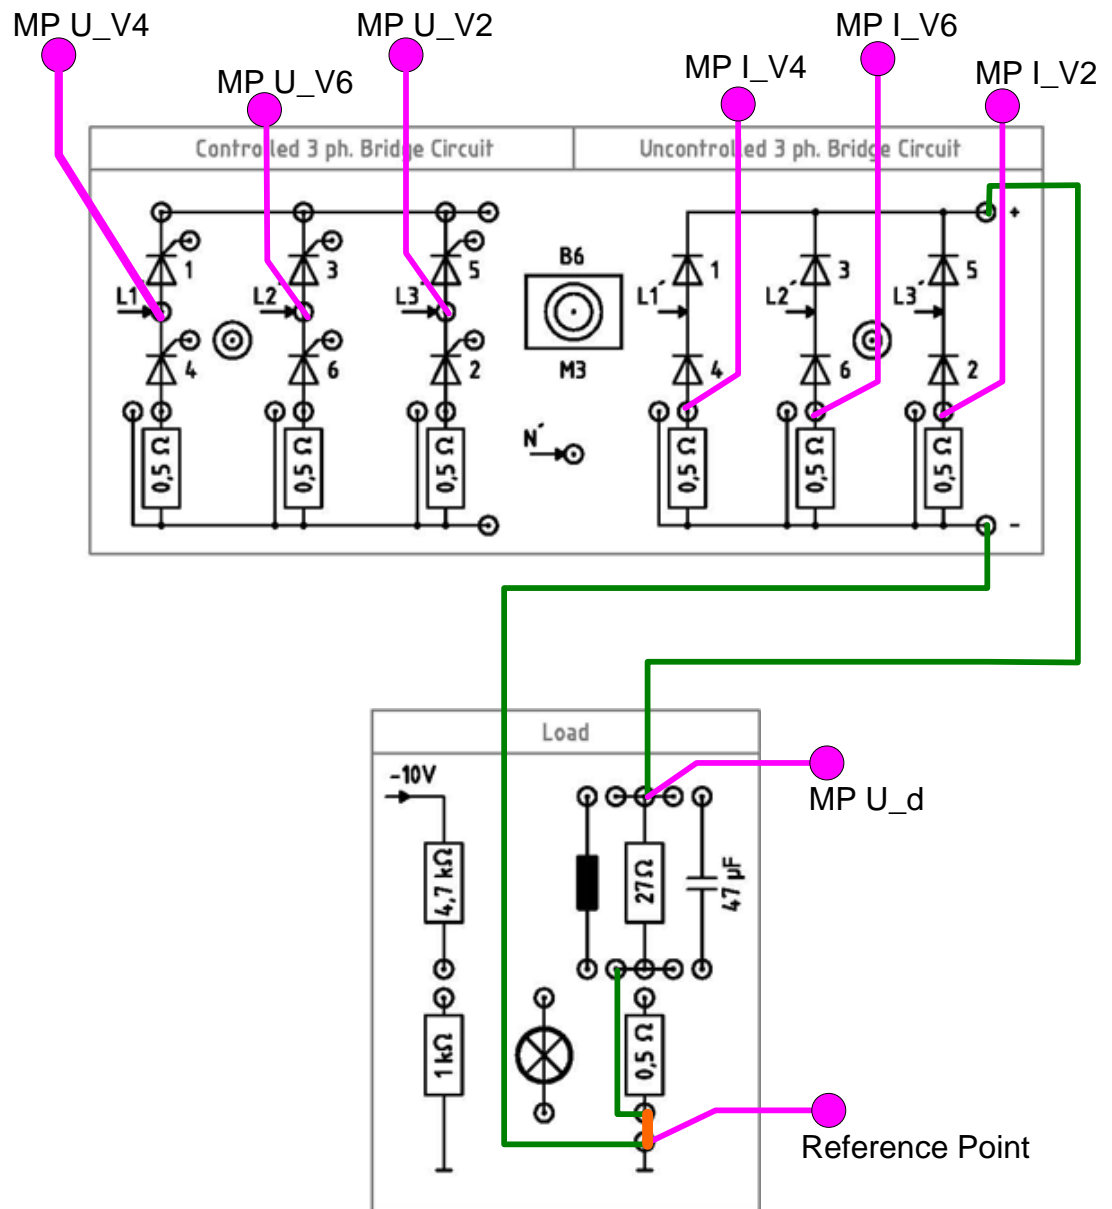 MP U_V4
MP U_V2
MP I_V6
MP U_V6
MP I_V4
MP I_V2
Controlled 3 ph. Bridge Circuit
Uncontrolled 3 ph. Bridge Circuit
+
1
3
5
B6
1
3
5
L1´
L2´
L3´
L1´
L2´
L3´
4
6
2
M3
4
6
2
N´
0,5 Ω
0,5 Ω
0,5 Ω
0,5 Ω
0,5 Ω
0,5 Ω
-
Load
-10V
MP U_d
4,7 kΩ
27Ω
47 µF
1 kΩ
0,5 Ω
Reference Point